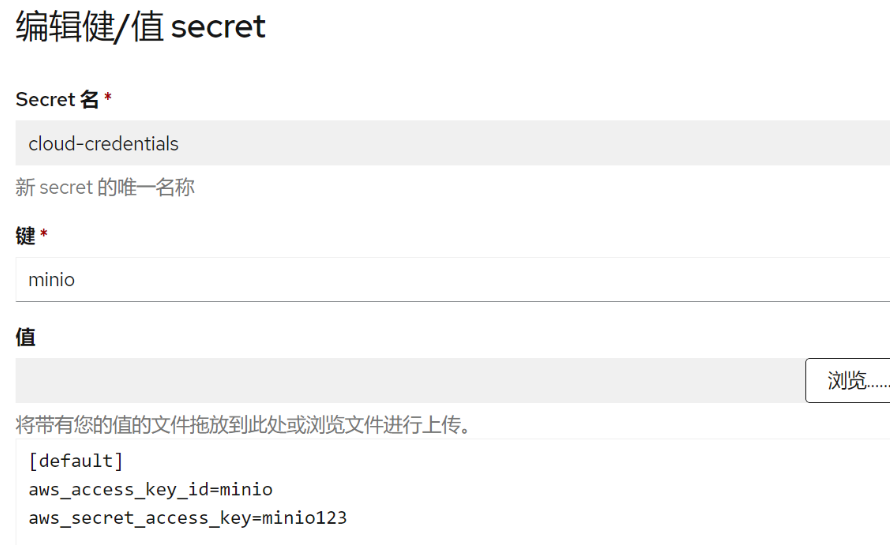 编辑健/值 secret
Secret 名 *
cloud-credentials
新 secret 的唯一名称
键 *
minio
值
浏览......
将带有您的值的文件拖放到此处或浏览文件进行上传。
[default]
aws_access_key_id=minio
aws_secret_access_key=minio123